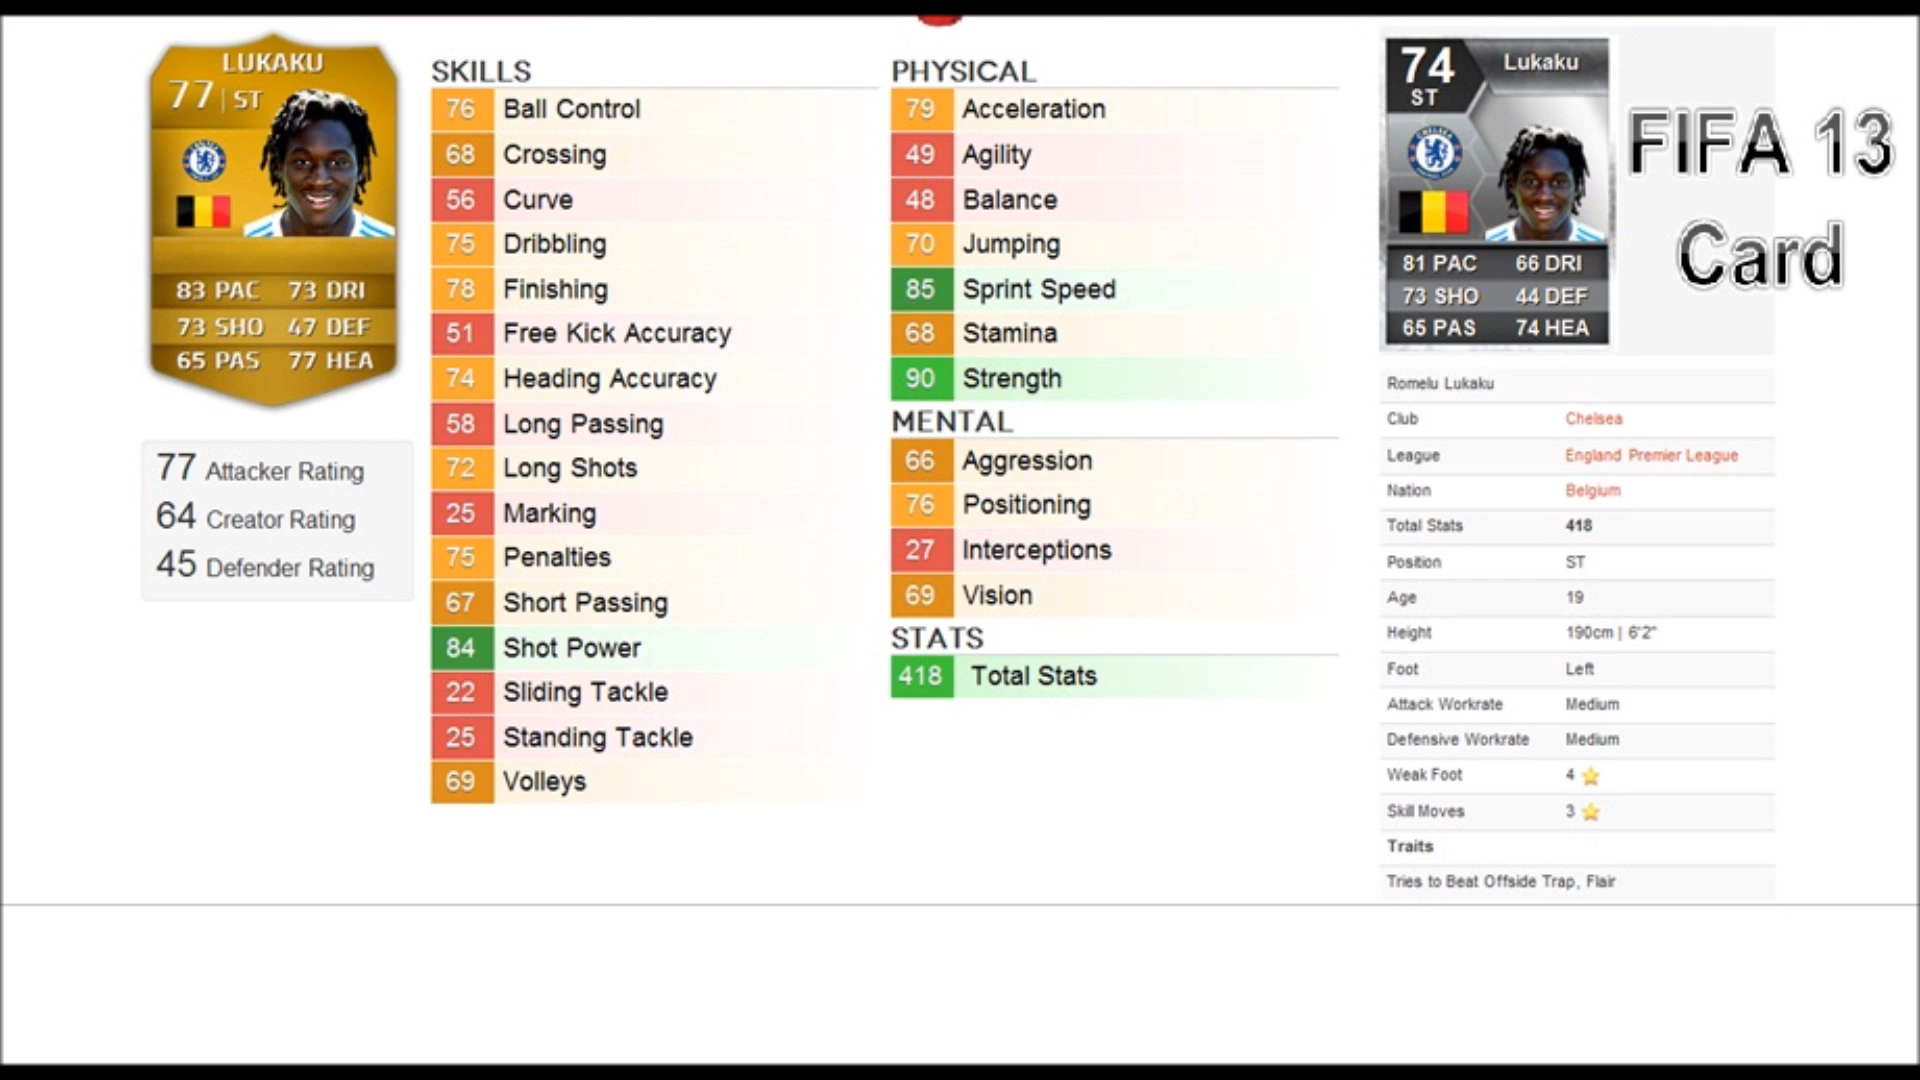 LUKAKU
77 | ST
83 PAC 73 DRI
73 SHO 47 DEF
65 PAS 77 HEA
77 Attacker Rating
64 Creator Rating
45 Defender Rating
SKILLS
76 Ball Control
68 Crossing
56 Curve
75 Dribbling
78 Finishing
51 Free Kick Accuracy
74 Heading Accuracy
58 Long Passing
72 Long Shots
25 Marking
75 Penalties
67 Short Passing
84 Shot Power
22 Sliding Tackle
25 Standing Tackle
69 Volleys
PHYSICAL
79 Acceleration
49 Agility
48 Balance
70 Jumping
85 Sprint Speed
68 Stamina
90 Strength
MENTAL
66 Aggression
76 Positioning
27 Interceptions
69 Vision
STATS
418 Total Stats
74 Lukaku
ST
81 PAC 66 DRI
73 SHO 44 DEF
65 PAS 74 HEA
FIFA 13
Card
Romelu Lukaku
Club Chelsea
League England Premier League
Nation Belgium
Total Stats 418
Position ST
Age 19
Height 190cm | 6'2"
Foot Left
Attack Workrate Medium
Defensive Workrate Medium
Weak Foot 4
Skill Moves 3
Traits
Tries to Beat Offside Trap, Flair